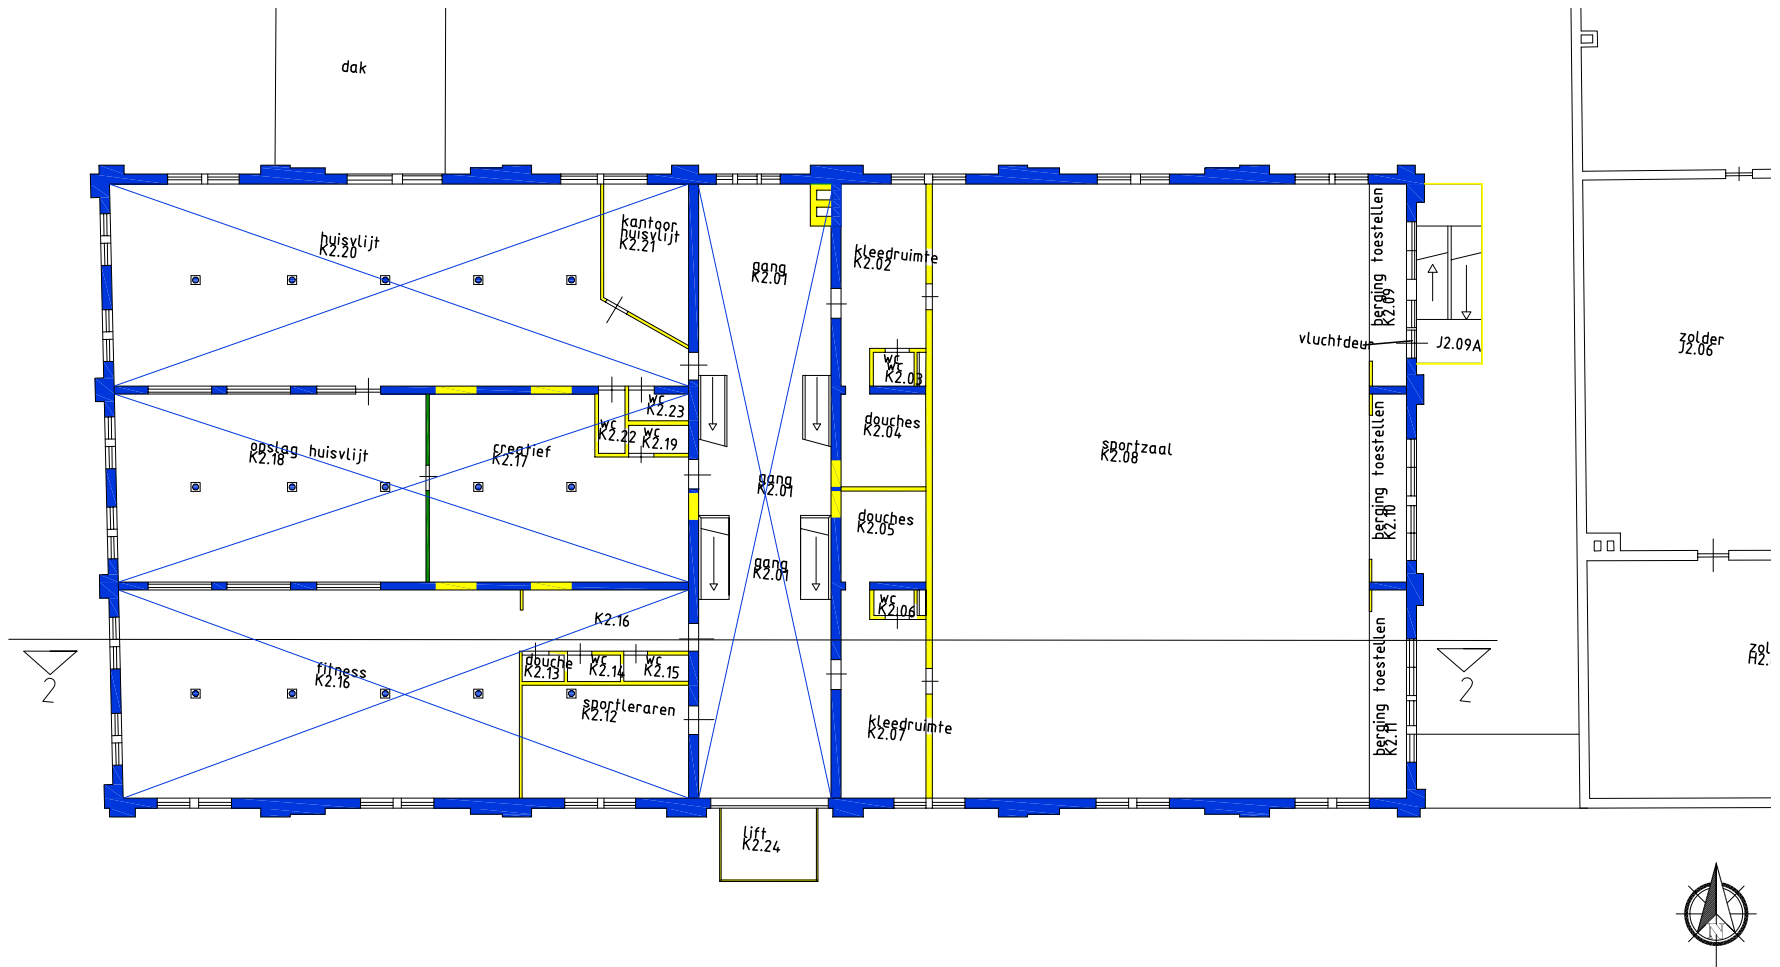 dak
huisvlijt
K2.20
kantoor
huisvlijt
K2.21
gang
K2.01
kleedruimte
K2.02
berging toestellen
K2.09
vluchtdeur
J2.09A
zolder
J2.06
wc
wc
K2.03
wc
K2.23
wc
K2.22
wc
K2.19
douches
K2.04
opslag huisvlijt
K2.18
creatief
K2.17
sportzaal
K2.08
berging toestellen
K2.10
gang
K2.01
douches
K2.05
gang
K2.01
wc
K2.06
K2.16
fitness
K2.16
douche
K2.13
wc
K2.14
wc
K2.15
sportleraren
K2.12
kleedruimte
K2.07
berging toestellen
K2.11
2
2
lift
K2.24
N